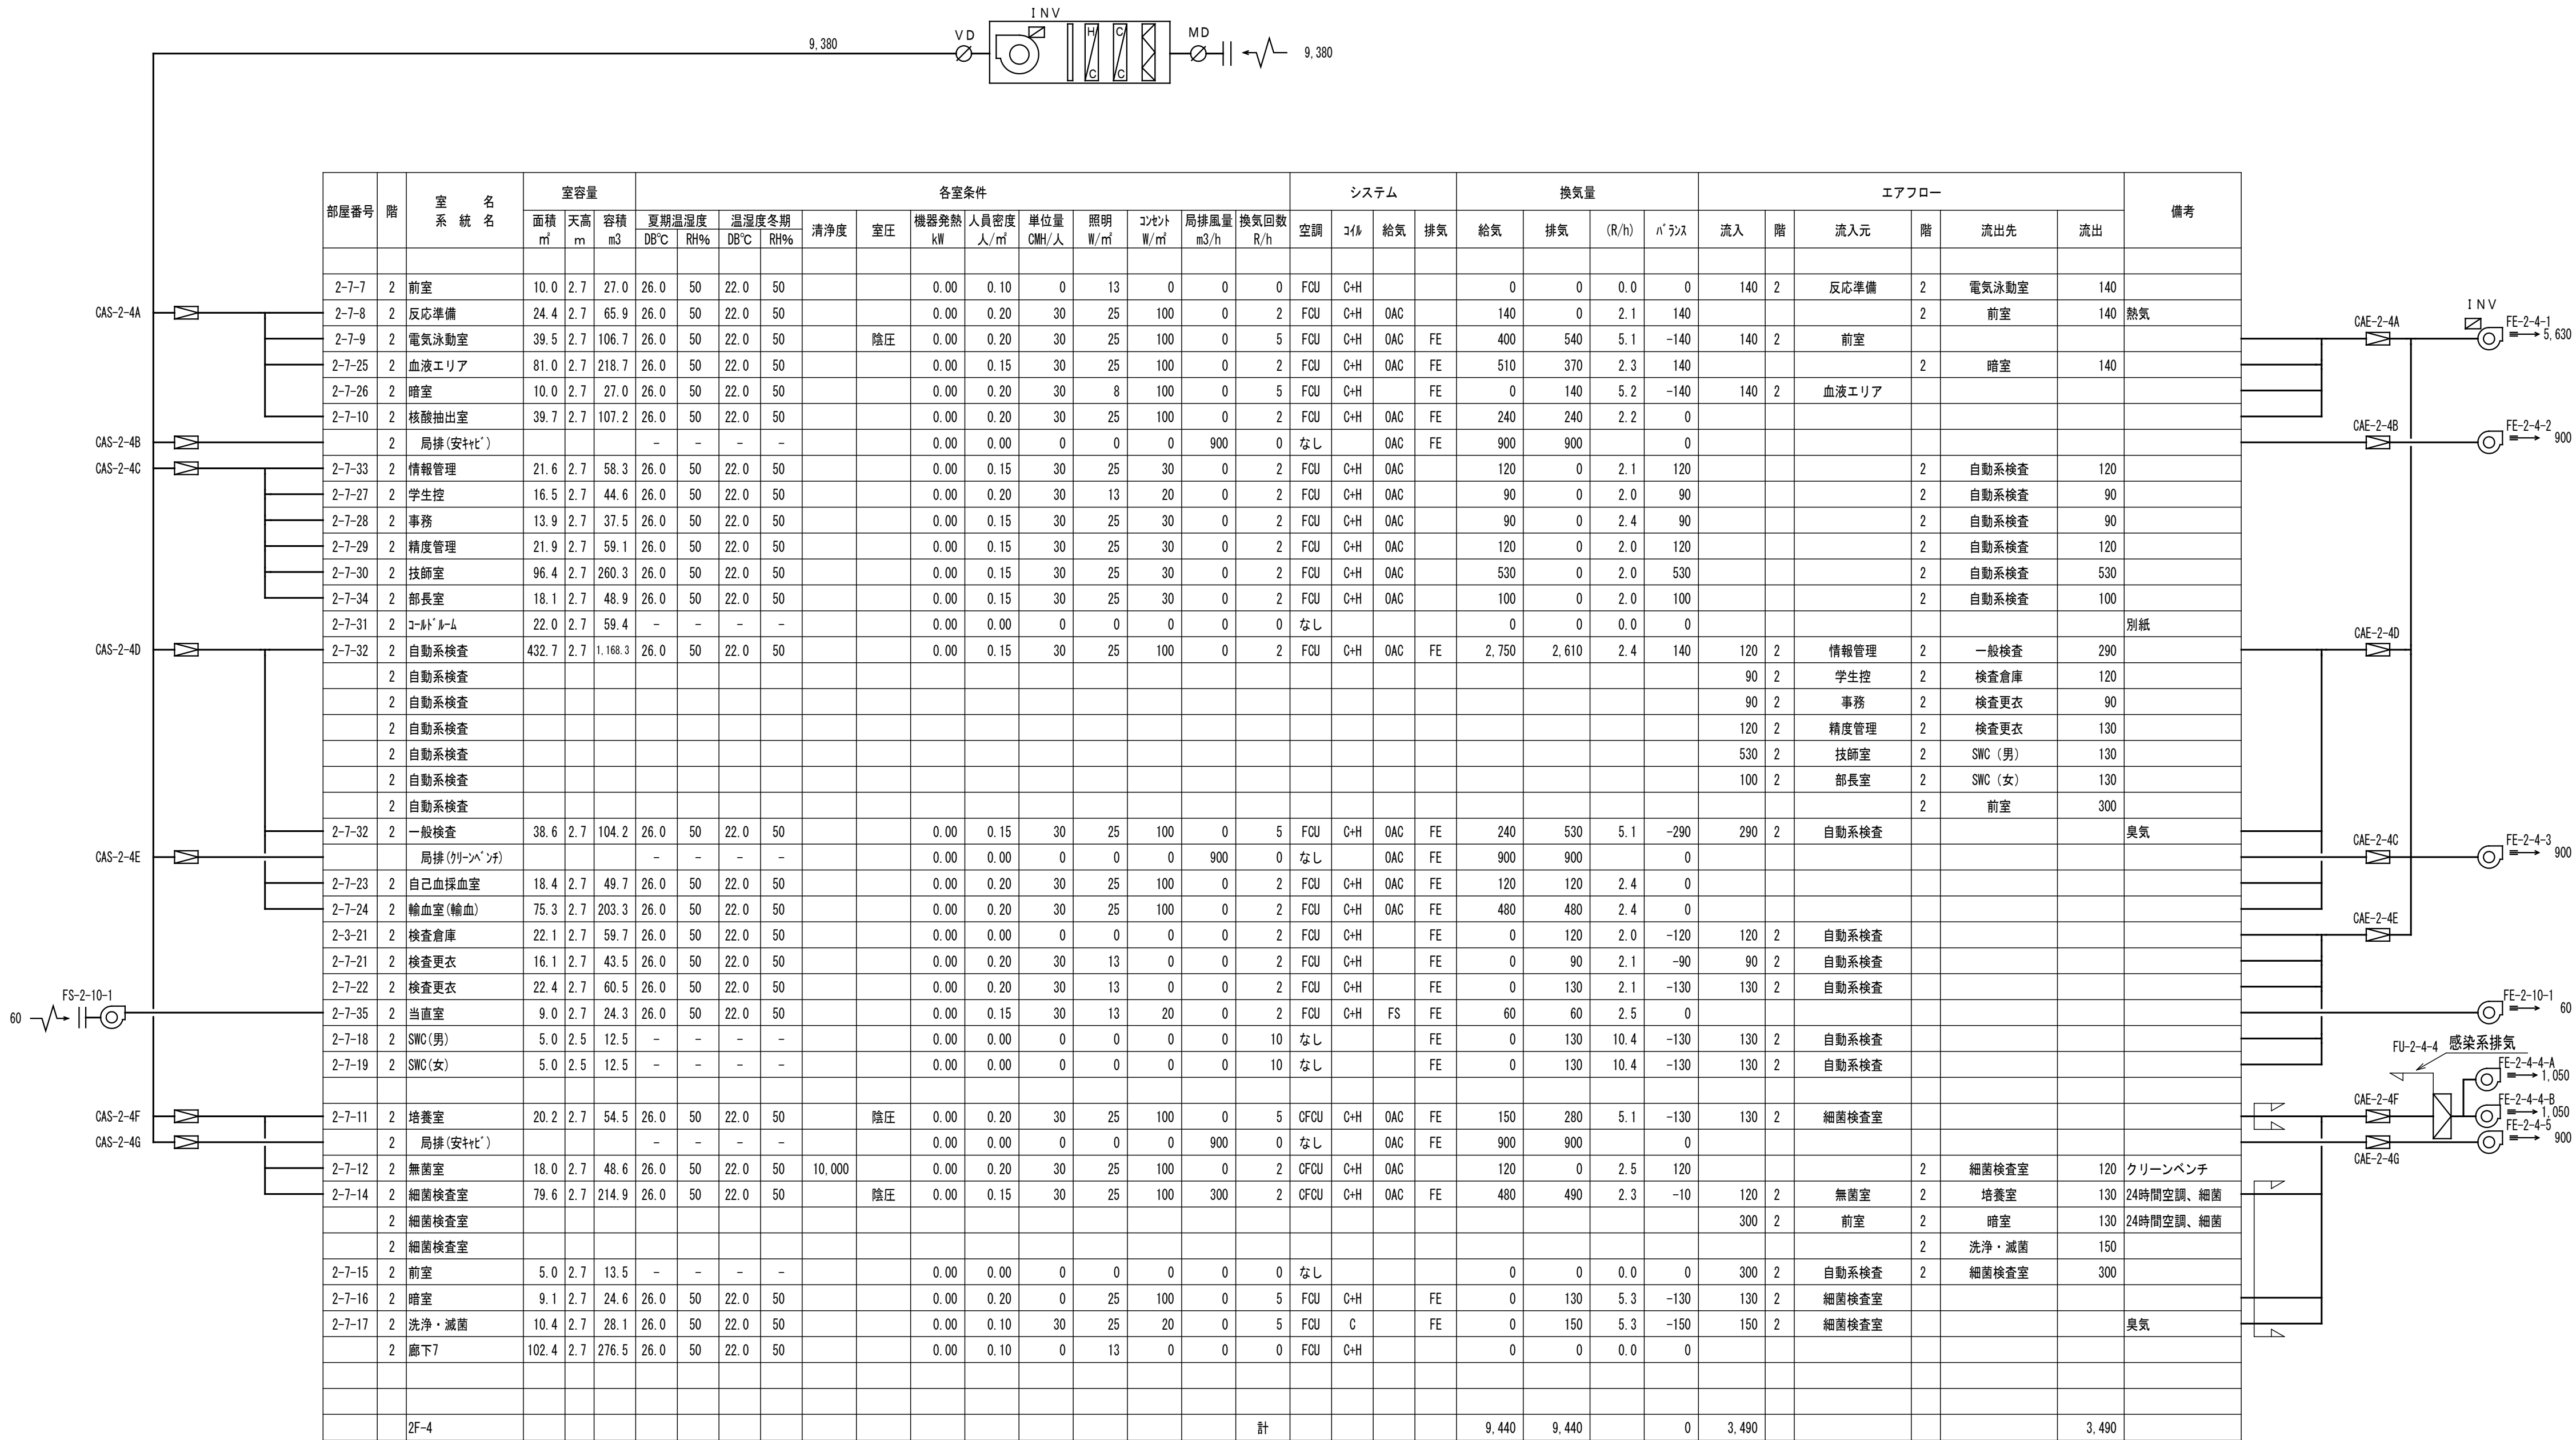 INV
VD
MD
9,380
H C
C C
9,380
部屋番号 階 室 名 系 統 名 室容量 各室条件 システム 換気量 エアフロー 備考
面積 ㎡ 天高 m 容積 m3 夏期温湿度 DB℃ RH% 温湿度冬期 DB℃ RH% 清浄度 室圧 機器発熱 kW 人員密度 人/㎡ 単位量 CMH/人 照明 W/㎡ コンセント W/㎡ 局排風量 m3/h 換気回数 R/h 空調 コイル 給気 排気 給気 排気 (R/h) バランス 流入 階 流入元 階 流出先 流出
2-7-7 2 前室 10.0 2.7 27.0 26.0 50 22.0 50 0.00 0.10 0 13 0 0 0 FCU C+H 0 0 0.0 0 140 2 反応準備 2 電気泳動室 140
CAS-2-4A 2-7-8 2 反応準備 24.4 2.7 65.9 26.0 50 22.0 50 0.00 0.20 30 25 100 0 2 FCU C+H OAC 140 0 2.1 140 2 前室 140 熱気
2-7-9 2 電気泳動室 39.5 2.7 106.7 26.0 50 22.0 50 陰圧 0.00 0.20 30 25 100 0 5 FCU C+H OAC FE 400 540 5.1 -140 140 2 前室 CAE-2-4A INV FE-2-4-1 5,630
2-7-25 2 血液エリア 81.0 2.7 218.7 26.0 50 22.0 50 0.00 0.15 30 25 100 0 2 FCU C+H OAC FE 510 370 2.3 140 2 暗室 140
2-7-26 2 暗室 10.0 2.7 27.0 26.0 50 22.0 50 0.00 0.20 30 8 100 0 5 FCU C+H FE 0 140 5.2 -140 140 2 血液エリア
2-7-10 2 核酸抽出室 39.7 2.7 107.2 26.0 50 22.0 50 0.00 0.20 30 25 100 0 2 FCU C+H OAC FE 240 240 2.2 0
CAS-2-4B 2 局排(安キャビ) - - - - 0.00 0.00 0 0 0 900 0 なし OAC FE 900 900 0 CAE-2-4B FE-2-4-2 900
CAS-2-4C 2-7-33 2 情報管理 21.6 2.7 58.3 26.0 50 22.0 50 0.00 0.15 30 25 30 0 2 FCU C+H OAC 120 0 2.1 120 2 自動系検査 120
2-7-27 2 学生控 16.5 2.7 44.6 26.0 50 22.0 50 0.00 0.20 30 13 20 0 2 FCU C+H OAC 90 0 2.0 90 2 自動系検査 90
2-7-28 2 事務 13.9 2.7 37.5 26.0 50 22.0 50 0.00 0.15 30 25 30 0 2 FCU C+H OAC 90 0 2.4 90 2 自動系検査 90
2-7-29 2 精度管理 21.9 2.7 59.1 26.0 50 22.0 50 0.00 0.15 30 25 30 0 2 FCU C+H OAC 120 0 2.0 120 2 自動系検査 120
2-7-30 2 技師室 96.4 2.7 260.3 26.0 50 22.0 50 0.00 0.15 30 25 30 0 2 FCU C+H OAC 530 0 2.0 530 2 自動系検査 530
2-7-34 2 部長室 18.1 2.7 48.9 26.0 50 22.0 50 0.00 0.15 30 25 30 0 2 FCU C+H OAC 100 0 2.0 100 2 自動系検査 100
2-7-31 2 コールドルーム 22.0 2.7 59.4 - - - - 0.00 0.00 0 0 0 0 0 なし 0 0 0.0 0 別紙
CAS-2-4D 2-7-32 2 自動系検査 432.7 2.7 1,168.3 26.0 50 22.0 50 0.00 0.15 30 25 100 0 2 FCU C+H OAC FE 2,750 2,610 2.4 140 120 2 情報管理 2 一般検査 290 CAE-2-4D
2 自動系検査 90 2 学生控 2 検査倉庫 120
2 自動系検査 90 2 事務 2 検査更衣 90
2 自動系検査 120 2 精度管理 2 検査更衣 130
2 自動系検査 530 2 技師室 2 SWC (男) 130
2 自動系検査 100 2 部長室 2 SWC (女) 130
2 自動系検査 2 前室 300
2-7-32 2 一般検査 38.6 2.7 104.2 26.0 50 22.0 50 0.00 0.15 30 25 100 0 5 FCU C+H OAC FE 240 530 5.1 -290 290 2 自動系検査 臭気
CAS-2-4E 局排(クリーンベンチ) - - - - 0.00 0.00 0 0 0 900 0 なし OAC FE 900 900 0 CAE-2-4C FE-2-4-3 900
2-7-23 2 自己血採血室 18.4 2.7 49.7 26.0 50 22.0 50 0.00 0.20 30 25 100 0 2 FCU C+H OAC FE 120 120 2.4 0
2-7-24 2 輸血室(輸血) 75.3 2.7 203.3 26.0 50 22.0 50 0.00 0.20 30 25 100 0 2 FCU C+H OAC FE 480 480 2.4 0
2-3-21 2 検査倉庫 22.1 2.7 59.7 26.0 50 22.0 50 0.00 0.00 0 0 0 0 2 FCU C+H FE 0 120 2.0 -120 120 2 自動系検査 CAE-2-4E
2-7-21 2 検査更衣 16.1 2.7 43.5 26.0 50 22.0 50 0.00 0.20 30 13 0 0 2 FCU C+H FE 0 90 2.1 -90 90 2 自動系検査
2-7-22 2 検査更衣 22.4 2.7 60.5 26.0 50 22.0 50 0.00 0.20 30 13 0 0 2 FCU C+H FE 0 130 2.1 -130 130 2 自動系検査
60 FS-2-10-1 2-7-35 2 当直室 9.0 2.7 24.3 26.0 50 22.0 50 0.00 0.15 30 13 20 0 2 FCU C+H FS FE 60 60 2.5 0 FE-2-10-1 60
2-7-18 2 SWC(男) 5.0 2.5 12.5 - - - - 0.00 0.00 0 0 0 0 10 なし FE 0 130 10.4 -130 130 2 自動系検査
2-7-19 2 SWC(女) 5.0 2.5 12.5 - - - - 0.00 0.00 0 0 0 0 10 なし FE 0 130 10.4 -130 130 2 自動系検査
FU-2-4-4 感染系排気
FE-2-4-4-A 1,050
CAS-2-4F 2-7-11 2 培養室 20.2 2.7 54.5 26.0 50 22.0 50 陰圧 0.00 0.20 30 25 100 0 5 CFCU C+H OAC FE 150 280 5.1 -130 130 2 細菌検査室 CAE-2-4F FE-2-4-4-B 1,050
CAS-2-4G 2 局排(安キャビ) - - - - 0.00 0.00 0 0 0 900 0 なし OAC FE 900 900 0 CAE-2-4G FE-2-4-5 900
2-7-12 2 無菌室 18.0 2.7 48.6 26.0 50 22.0 50 10,000 0.00 0.20 30 25 100 0 2 CFCU C+H OAC 120 0 2.5 120 2 細菌検査室 120 クリーンベンチ
2-7-14 2 細菌検査室 79.6 2.7 214.9 26.0 50 22.0 50 陰圧 0.00 0.15 30 25 100 300 2 CFCU C+H OAC FE 480 490 2.3 -10 120 2 無菌室 2 培養室 130 24時間空調、細菌
2 細菌検査室 300 2 前室 2 暗室 130 24時間空調、細菌
2 細菌検査室 2 洗浄・滅菌 150
2-7-15 2 前室 5.0 2.7 13.5 - - - - 0.00 0.00 0 0 0 0 0 なし 0 0 0.0 0 300 2 自動系検査 2 細菌検査室 300
2-7-16 2 暗室 9.1 2.7 24.6 26.0 50 22.0 50 0.00 0.20 0 25 100 0 5 FCU C+H FE 0 130 5.3 -130 130 2 細菌検査室
2-7-17 2 洗浄・滅菌 10.4 2.7 28.1 26.0 50 22.0 50 0.00 0.10 30 25 20 0 5 FCU C FE 0 150 5.3 -150 150 2 細菌検査室 臭気
2 廊下7 102.4 2.7 276.5 26.0 50 22.0 50 0.00 0.10 0 13 0 0 0 FCU C+H 0 0 0.0 0
2F-4 計 9,440 9,440 0 3,490 3,490